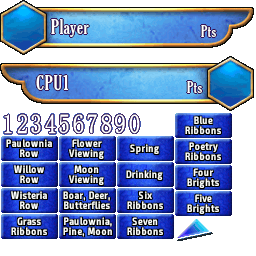 Player
Pts
CPU1
Pts
1234567890
Blue
Ribbons
Paulownia
Row
Flower
Viewing
Spring
Poetry
Ribbons
Willow
Row
Moon
Viewing
Drinking
Four
Brights
Wisteria
Row
Boar, Deer,
Butterflies
Six
Ribbons
Five
Brights
Grass
Ribbons
Paulownia,
Pine, Moon
Seven
Ribbons